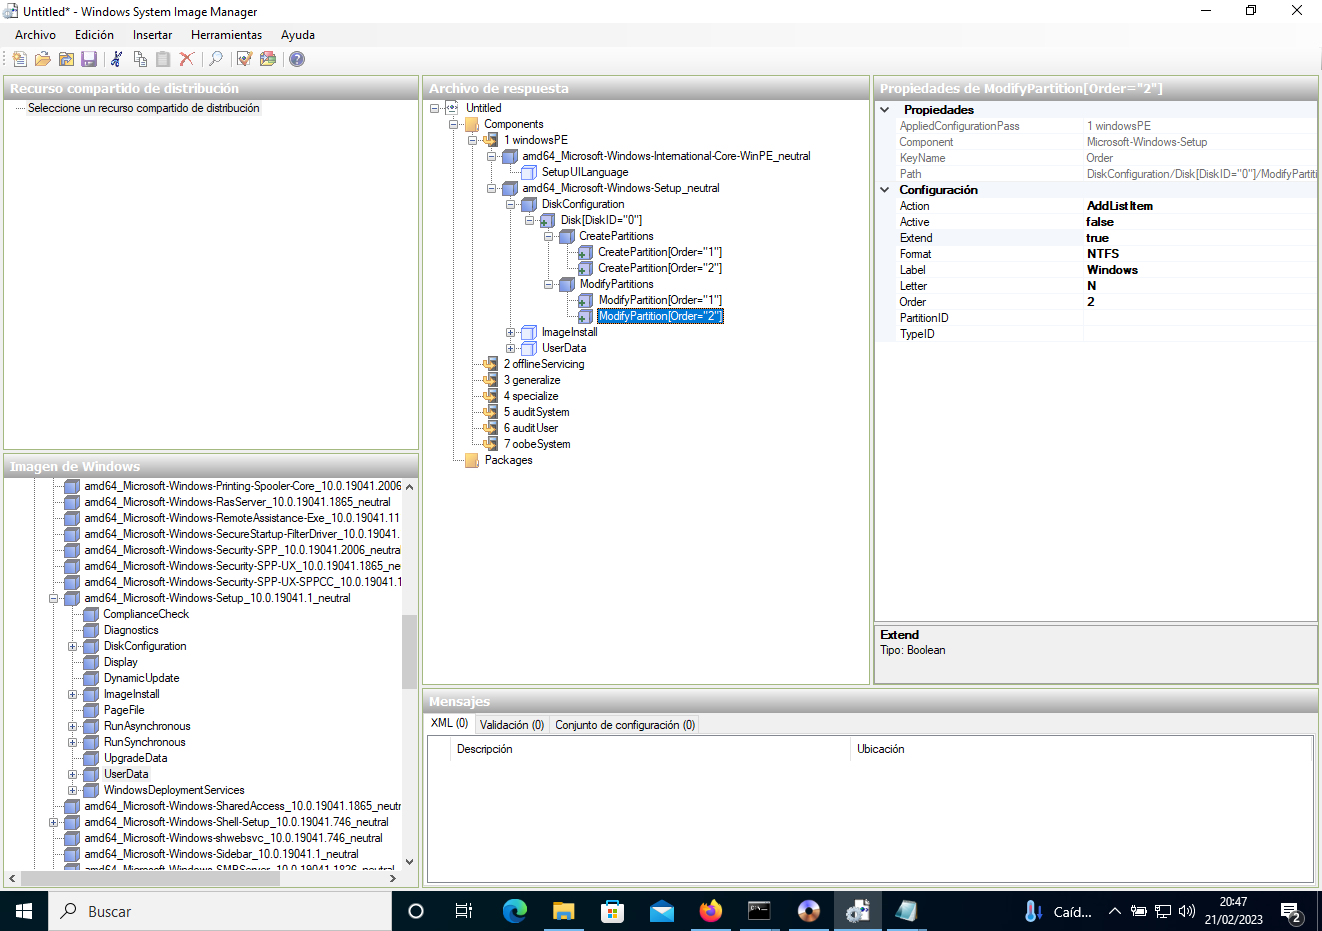 Untitled* - Windows System Image Manager
Archivo Edición Insertar Herramientas Ayuda
Recurso compartido de distribución
Seleccione un recurso compartido de distribución
Imagen de Windows
amd64_Microsoft-Windows-Printing-Spooler-Core_10.0.19041.2006
amd64_Microsoft-Windows-RasServer_10.0.19041.1865_neutral
amd64_Microsoft-Windows-RemoteAssistance-Exe_10.0.19041.11
amd64_Microsoft-Windows-SecureStartup-FilterDriver_10.0.19041.
amd64_Microsoft-Windows-Security-SPP_10.0.19041.2006_neutral
amd64_Microsoft-Windows-Security-SPP-UX_10.0.19041.1865_ne
amd64_Microsoft-Windows-Security-SPP-UX-SPPCC_10.0.19041.1
amd64_Microsoft-Windows-Setup_10.0.19041.1_neutral
ComplianceCheck
Diagnostics
DiskConfiguration
Display
DynamicUpdate
ImageInstall
PageFile
RunAsynchronous
RunSynchronous
UpgradeData
UserData
WindowsDeploymentServices
amd64_Microsoft-Windows-SharedAccess_10.0.19041.1865_neutr
amd64_Microsoft-Windows-Shell-Setup_10.0.19041.746_neutral
amd64_Microsoft-Windows-shwebsvc_10.0.19041.746_neutral
amd64_Microsoft-Windows-Sidebar_10.0.19041.1_neutral
amd64_Microsoft-Windows-SMBServer_10.0.19041.1826_neutral
Archivo de respuesta
Untitled
Components
1 windowsPE
amd64_Microsoft-Windows-International-Core-WinPE_neutral
SetupUILanguage
amd64_Microsoft-Windows-Setup_neutral
DiskConfiguration
Disk[DiskID="0"]
CreatePartitions
CreatePartition[Order="1"]
CreatePartition[Order="2"]
ModifyPartitions
ModifyPartition[Order="1"]
ModifyPartition[Order="2"]
ImageInstall
UserData
2 offlineServicing
3 generalize
4 specialize
5 auditSystem
6 auditUser
7 oobeSystem
Packages
Propiedades de ModifyPartition[Order="2"]
Propiedades
AppliedConfigurationPass 1 windowsPE
Component Microsoft-Windows-Setup
KeyName Order
Path DiskConfiguration/Disk[DiskID="0"]/ModifyPartiti
Configuración
Action AddListItem
Active false
Extend true
Format NTFS
Label Windows
Letter N
Order 2
PartitionID
TypeID
Extend
Tipo: Boolean
Mensajes
XML (0) Validación (0) Conjunto de configuración (0)
Descripción Ubicación
Buscar
Caíd...
20:47
21/02/2023
2